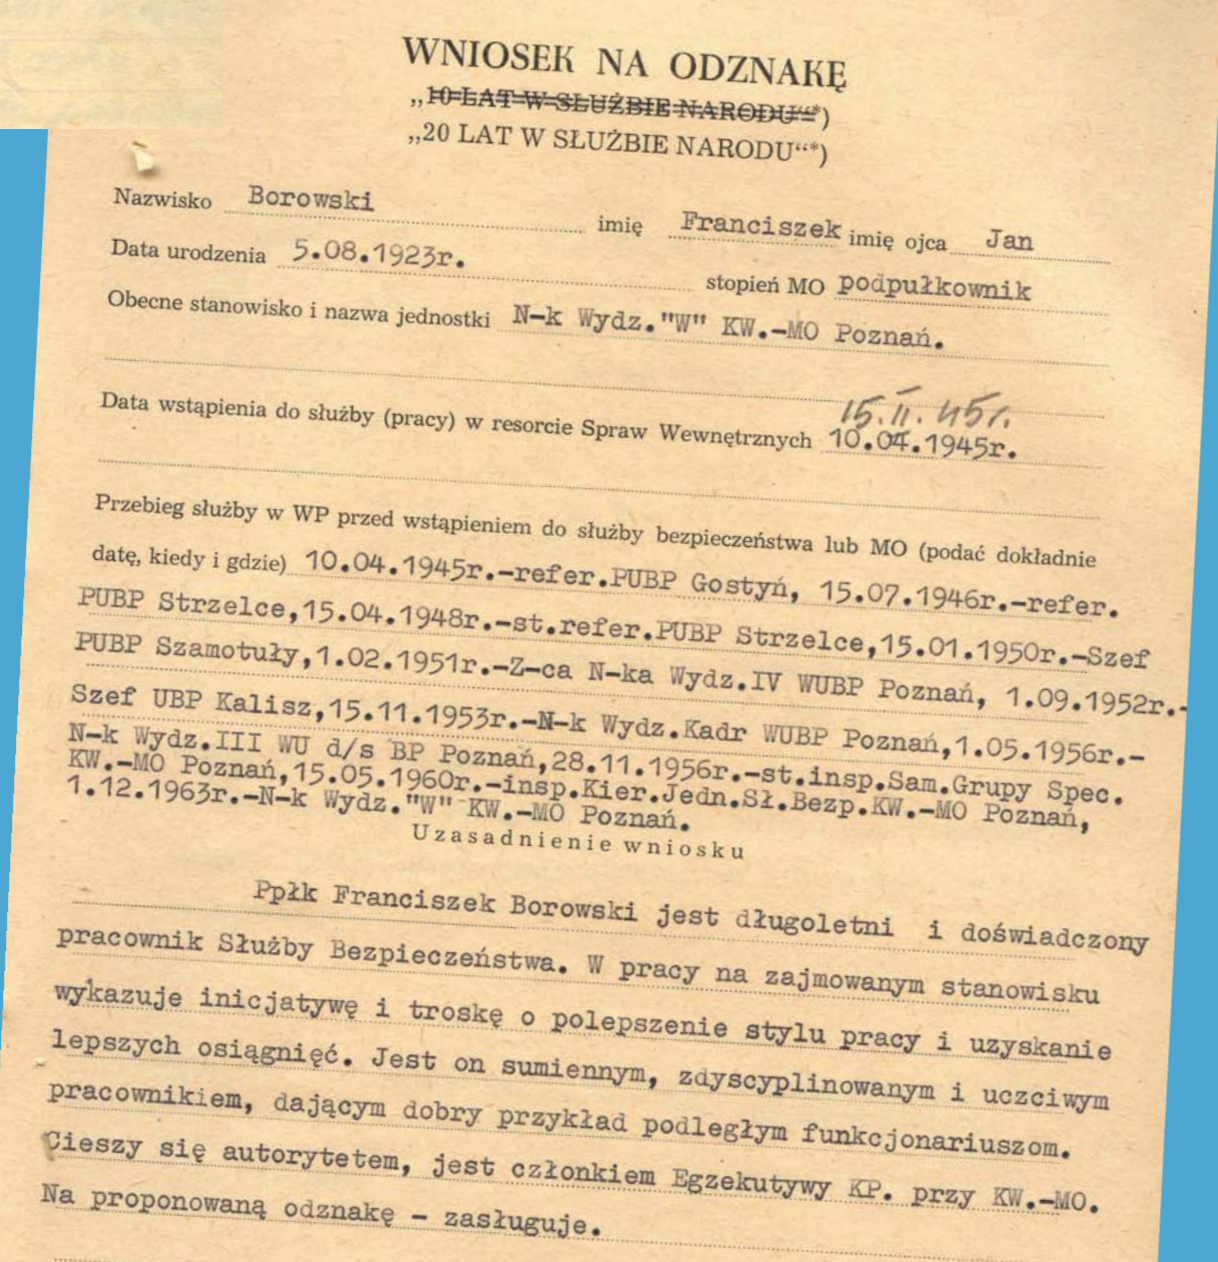 WNIOSEK NA ODZNAKĘ
„10 LAT W SŁUŻBIE NARODU“*)
„20 LAT W SŁUŻBIE NARODU“*)
Nazwisko Borowski imię Franciszek imię ojca Jan
Data urodzenia 5.08.1923r. stopień MO podpułkownik
Obecne stanowisko i nazwa jednostki N-k Wydz."W" KW.-MO Poznań.
15.II.45r.
Data wstąpienia do służby (pracy) w resorcie Spraw Wewnętrznych 10.04.1945r.
Przebieg służby w WP przed wstąpieniem do służby bezpieczeństwa lub MO (podać dokładnie
datę, kiedy i gdzie) 10.04.1945r.-refer.PUBP Gostyń, 15.07.1946r.-refer.
PUBP Strzelce,15.04.1948r.-st.refer.PUBP Strzelce,15.01.1950r.-Szef
PUBP Szamotuły,1.02.1951r.-Z-ca N-ka Wydz.IV WUBP Poznań, 1.09.1952r.-
Szef UBP Kalisz,15.11.1953r.-N-k Wydz.Kadr WUBP Poznań,1.05.1956r.-
N-k Wydz.III WU d/s BP Poznań,28.11.1956r.-st.insp.Sam.Grupy Spec.
KW.-MO Poznań,15.05.1960r.-insp.Kier.Jedn.Sł.Bezp.KW.-MO Poznań,
1.12.1963r.-N-k Wydz."W" KW.-MO Poznań.
Uzasadnienie wniosku
Ppłk Franciszek Borowski jest długoletni i doświadczony
pracownik Służby Bezpieczeństwa. W pracy na zajmowanym stanowisku
wykazuje inicjatywę i troskę o polepszenie stylu pracy i uzyskanie
lepszych osiągnięć. Jest on sumiennym, zdyscyplinowanym i uczciwym
pracownikiem, dającym dobry przykład podległym funkcjonariuszom.
Cieszy się autorytetem, jest członkiem Egzekutywy KP. przy KW.-MO.
Na proponowaną odznakę - zasługuje.